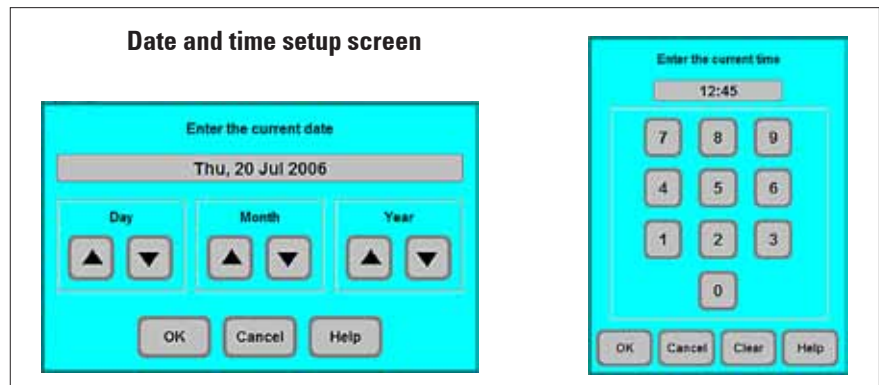 Date and time setup screen
Enter the current date
Thu, 20 Jul 2006
Day Month Year
OK Cancel Help
Enter the current time
12:45
7 8 9
4 5 6
1 2 3
0
OK Cancel Clear Help